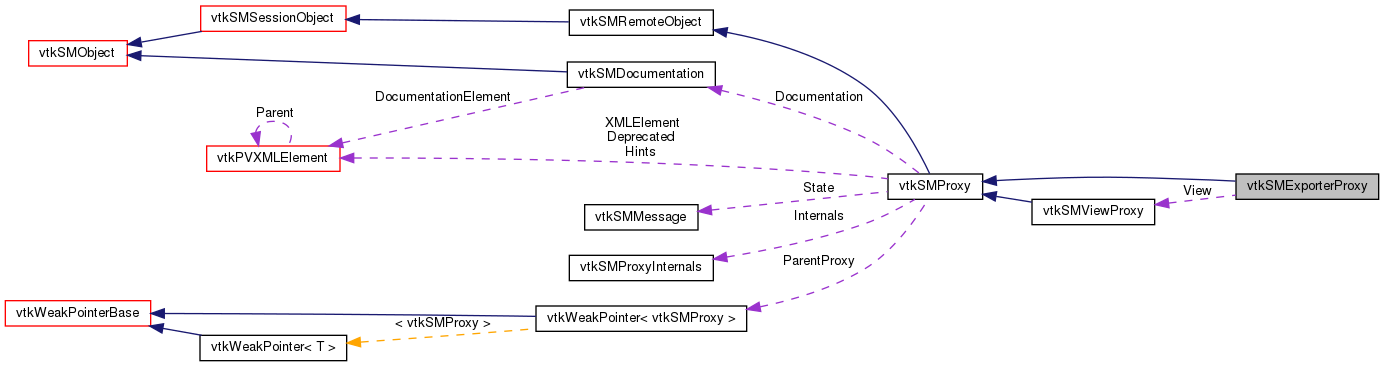 vtkSMSessionObject
vtkSMRemoteObject
vtkSMObject
vtkSMDocumentation
DocumentationElement
Documentation
Parent
XMLElement
Deprecated
Hints
vtkPVXMLElement
vtkSMProxy
vtkSMExporterProxy
State
View
vtkSMMessage
Internals
vtkSMViewProxy
vtkSMProxyInternals
ParentProxy
vtkWeakPointerBase
vtkWeakPointer< vtkSMProxy >
< vtkSMProxy >
vtkWeakPointer< T >